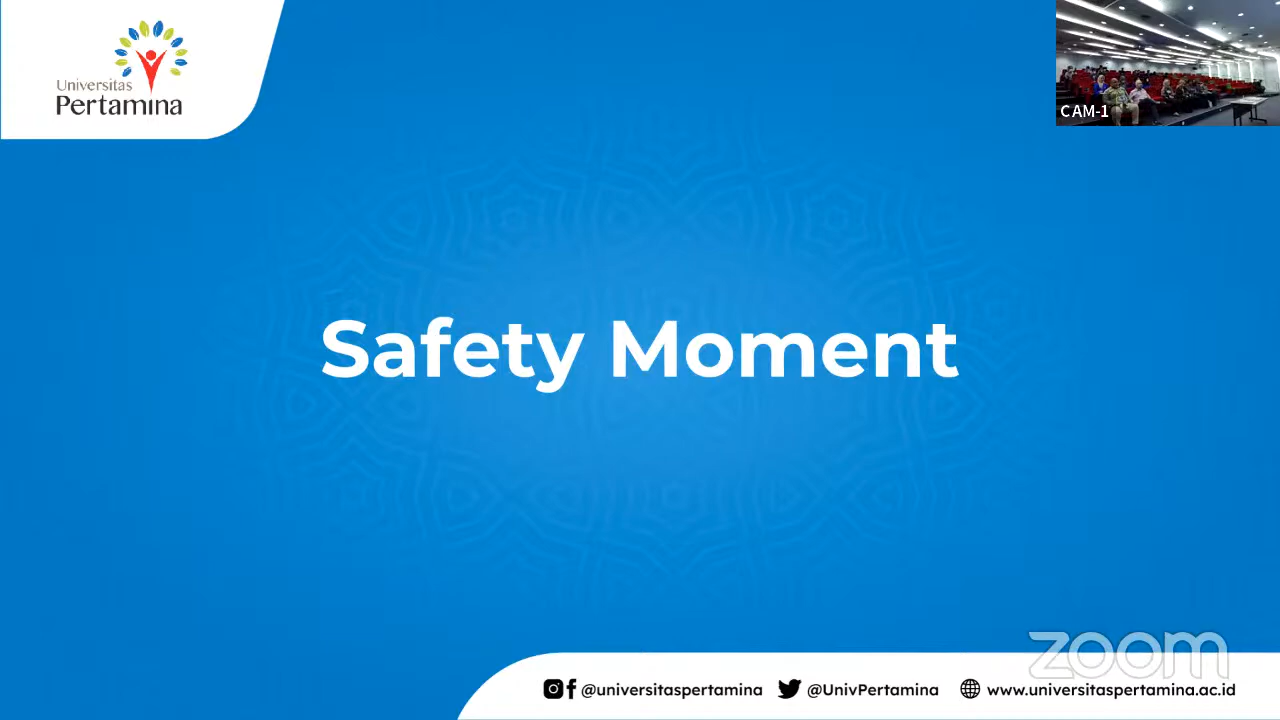 Universitas
Pertamina
CAM-1
Safety Moment
zoom
@universitaspertamina @UnivPertamina www.universitaspertamina.ac.id